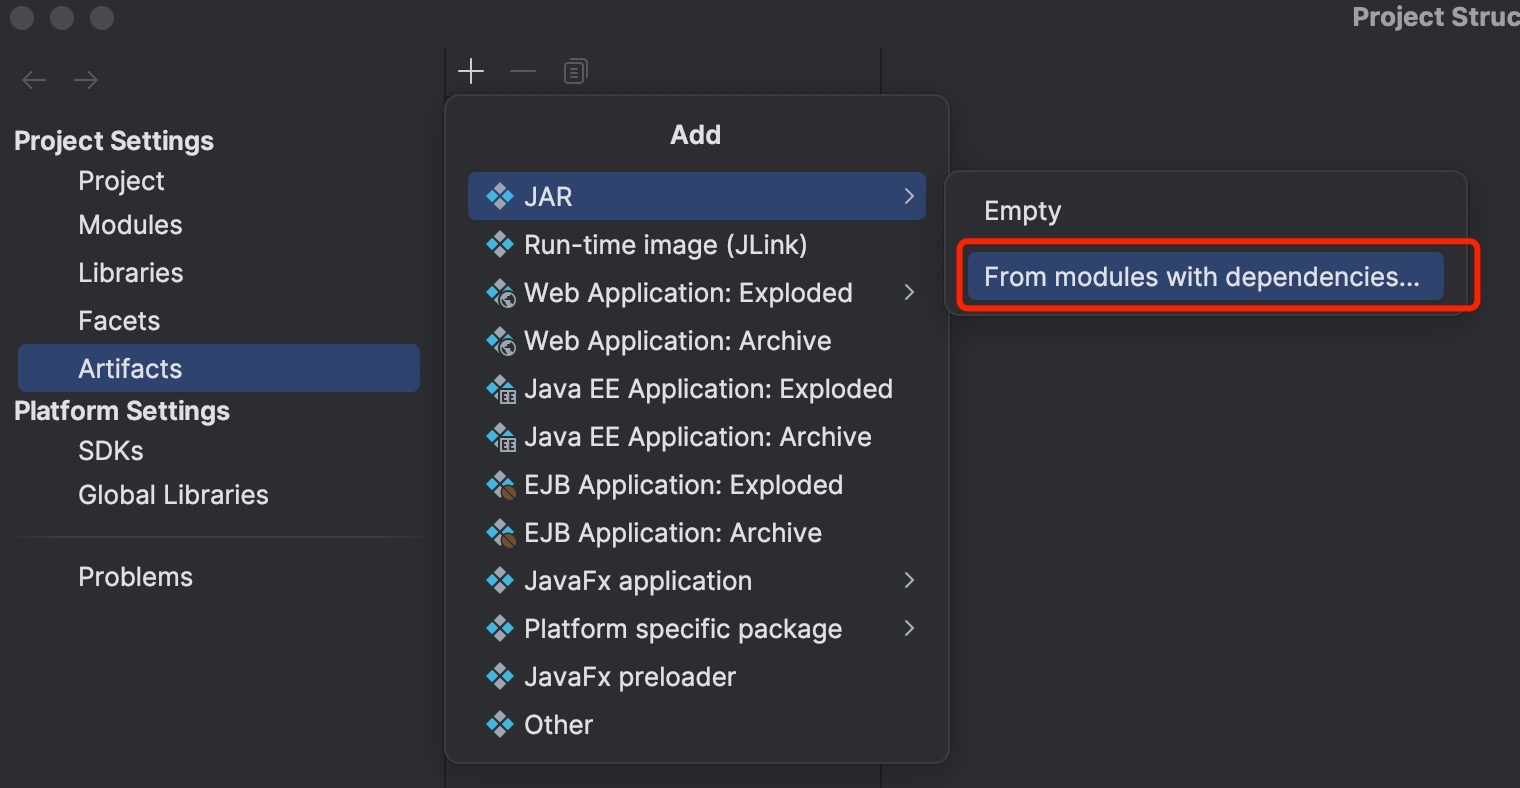 Project Struc
Project Settings
Project
Modules
Libraries
Facets
Artifacts
Platform Settings
SDKs
Global Libraries
Problems
Add
JAR
Run-time image (JLink)
Web Application: Exploded
Web Application: Archive
Java EE Application: Exploded
Java EE Application: Archive
EJB Application: Exploded
EJB Application: Archive
JavaFx application
Platform specific package
JavaFx preloader
Other
Empty
From modules with dependencies...